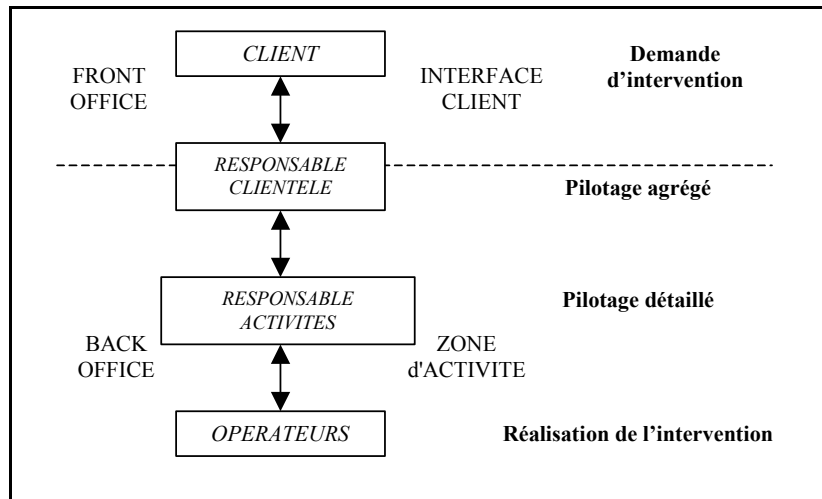 CLIENT
Demande
d’intervention
FRONT
OFFICE
INTERFACE
CLIENT
RESPONSABLE
CLIENTELE
Pilotage agrégé
RESPONSABLE
ACTIVITES
Pilotage détaillé
BACK
OFFICE
ZONE
d'ACTIVITE
OPERATEURS
Réalisation de l’intervention